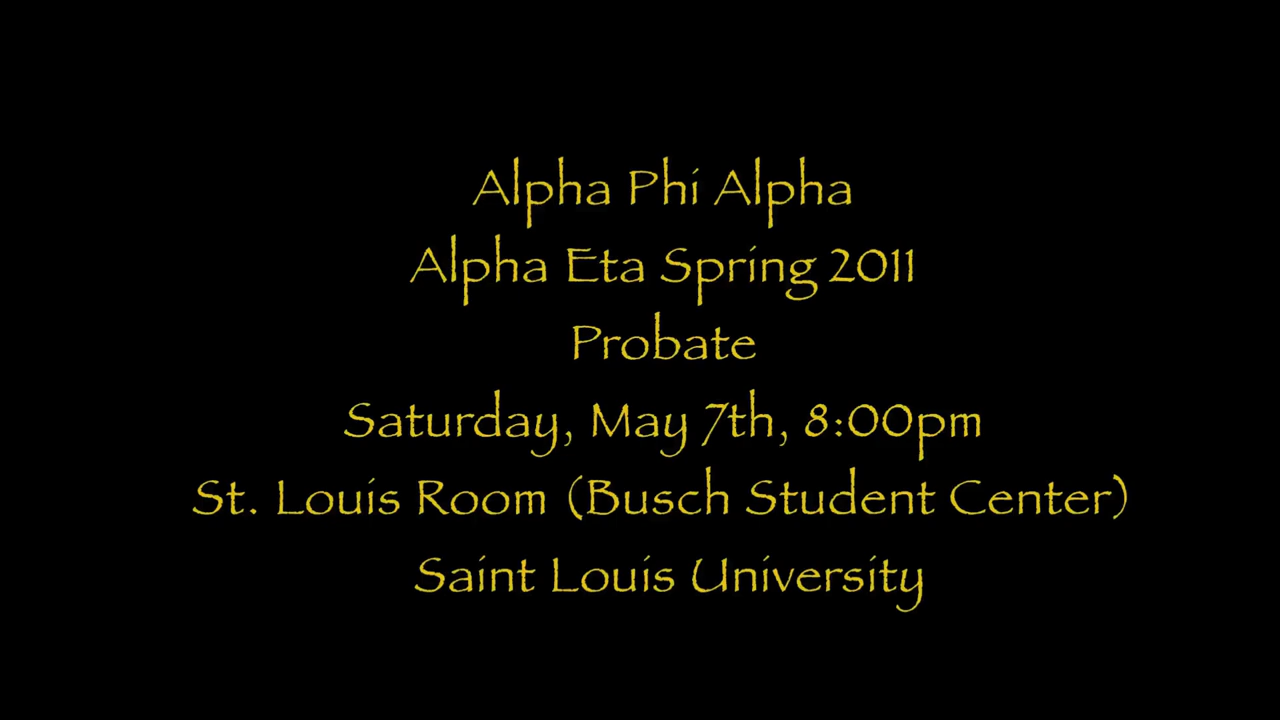 Alpha Phi Alpha
Alpha Eta Spring 2011
Probate
Saturday, May 7th, 8:00pm
St. Louis Room (Busch Student Center)
Saint Louis University